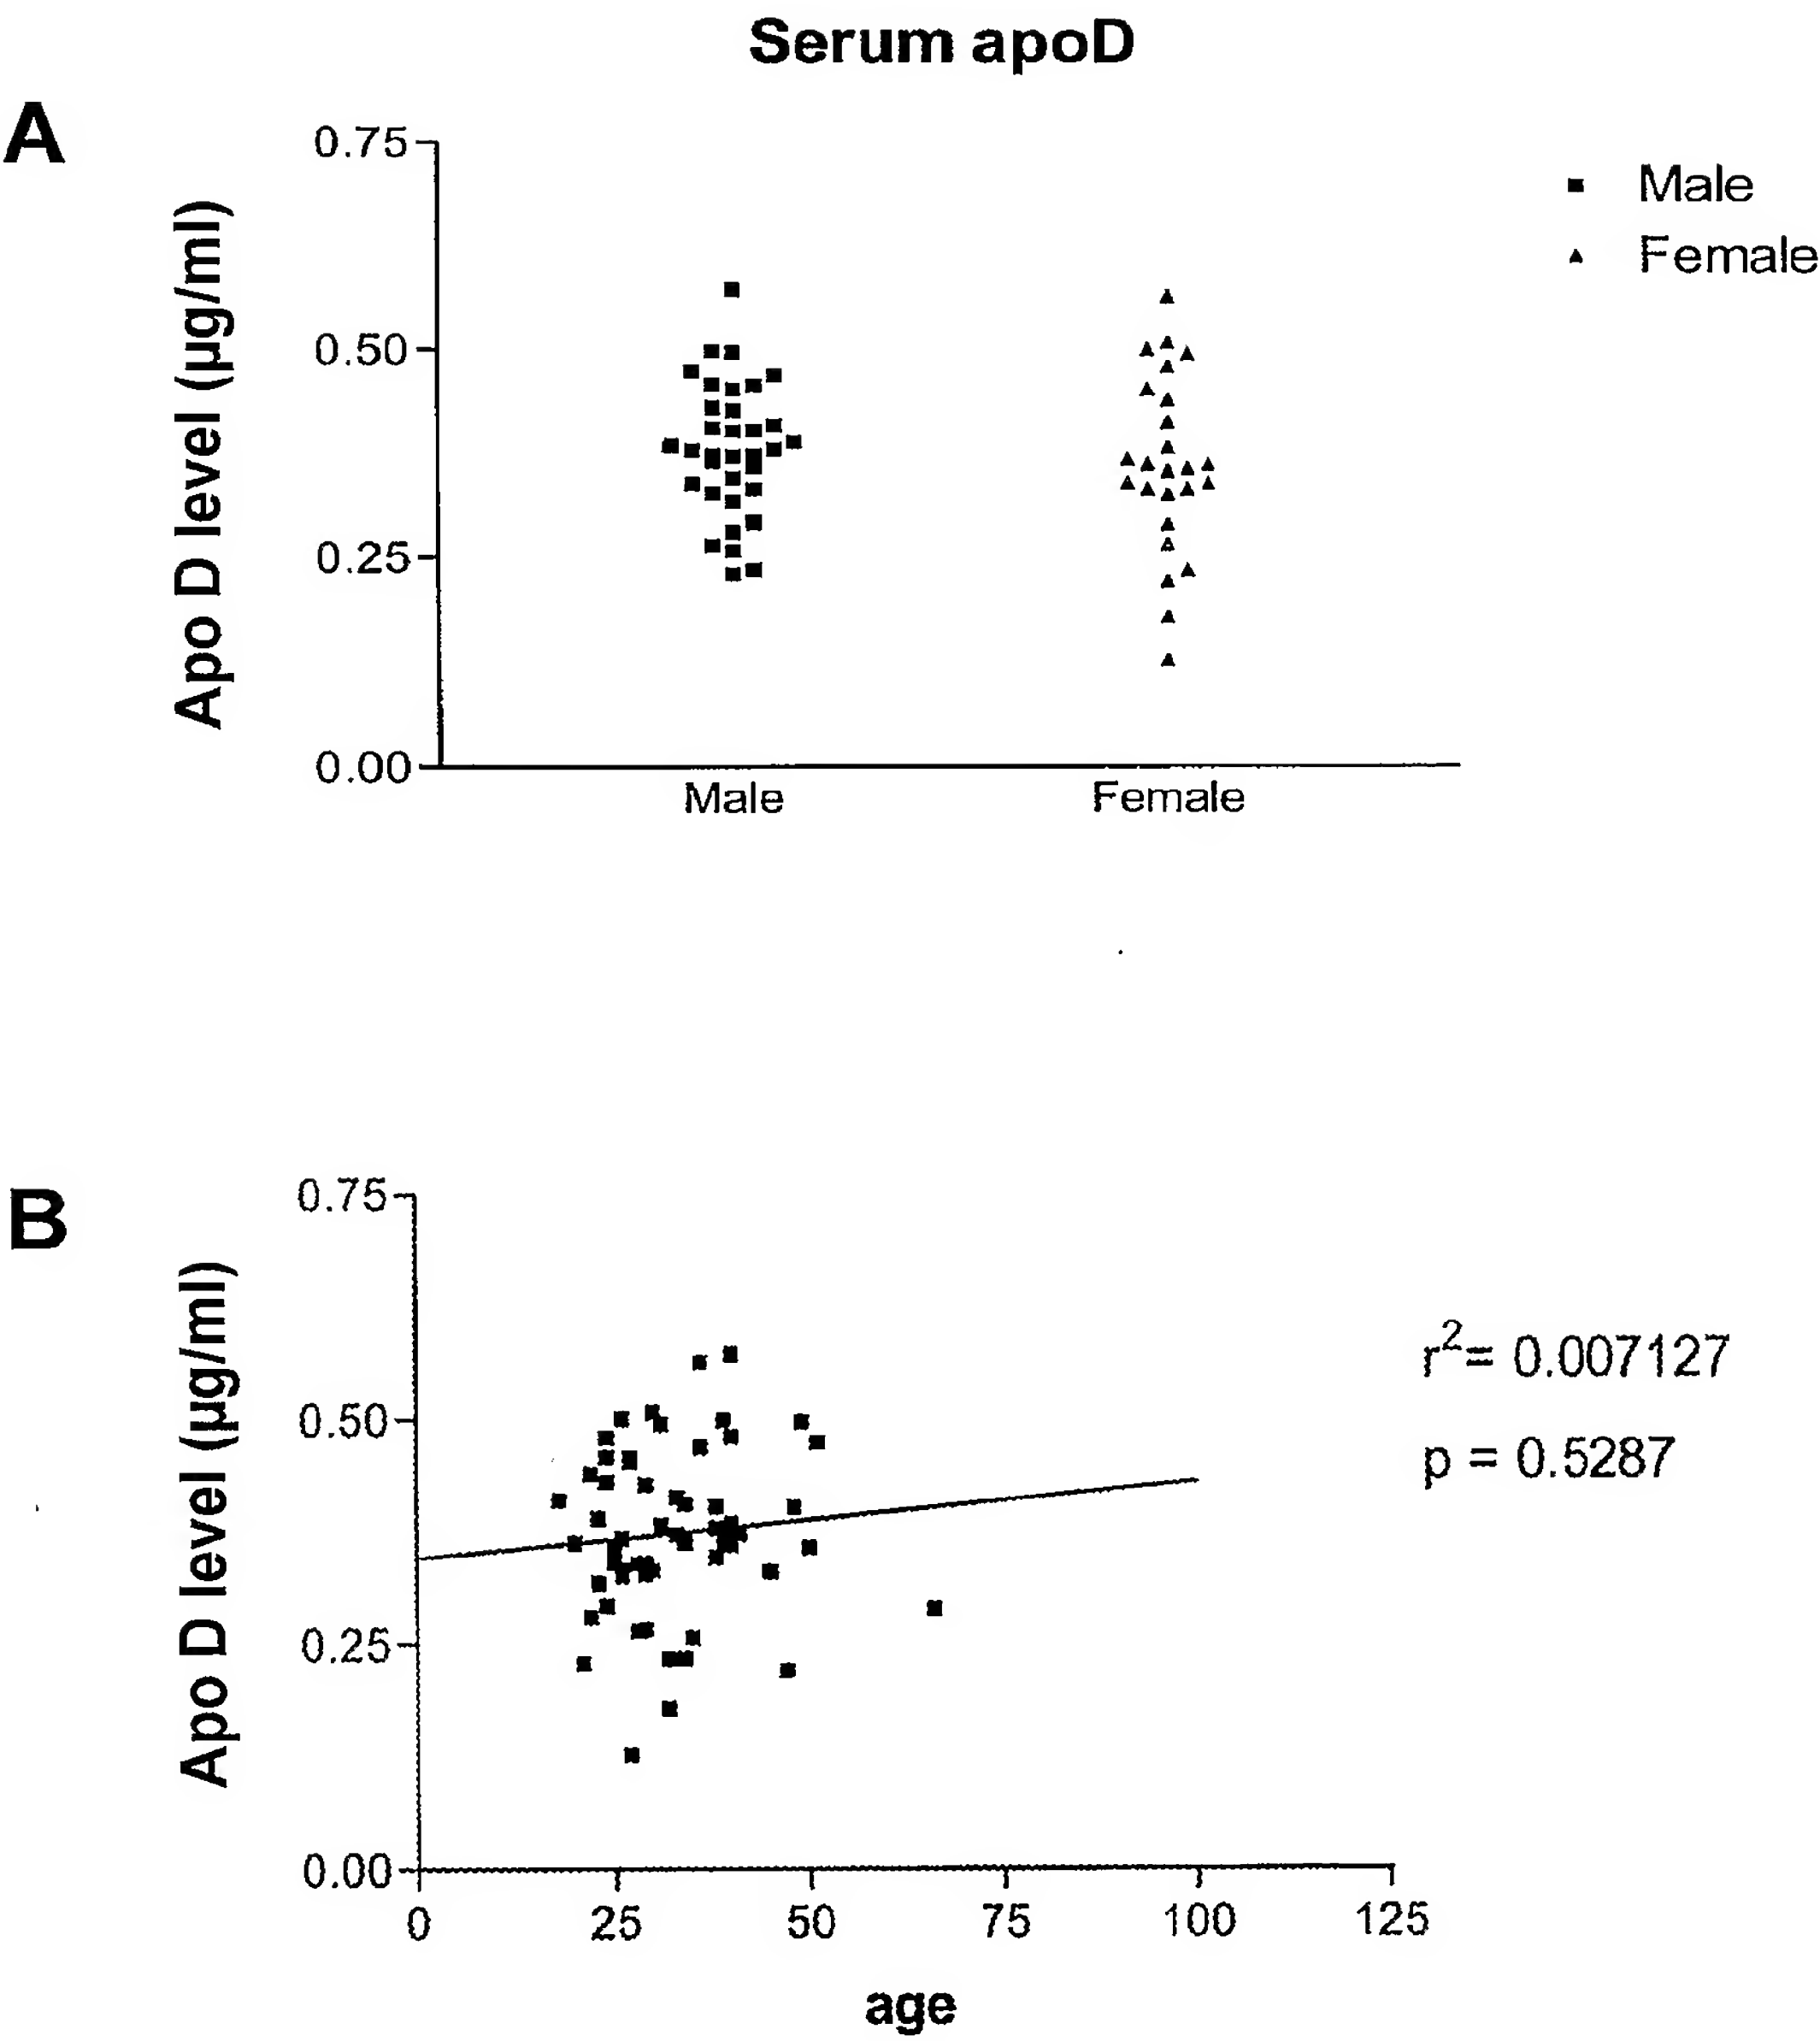 Serum apoD
A
Apo D level (µg/ml)
0.75
0.50
0.25
0.00
Male
Female
Male
Female
B
Apo D level (µg/ml)
0.75
0.50
0.25
0.00
0 25 50 75 100 125
age
r²= 0.007127
p = 0.5287